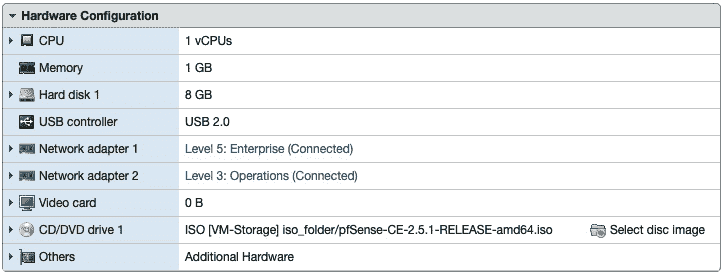 Hardware Configuration
CPU 1 vCPUs
Memory 1 GB
Hard disk 1 8 GB
USB controller USB 2.0
Network adapter 1 Level 5: Enterprise (Connected)
Network adapter 2 Level 3: Operations (Connected)
Video card 0 B
CD/DVD drive 1 ISO [VM-Storage] iso_folder/pfSense-CE-2.5.1-RELEASE-amd64.iso Select disc image
Others Additional Hardware